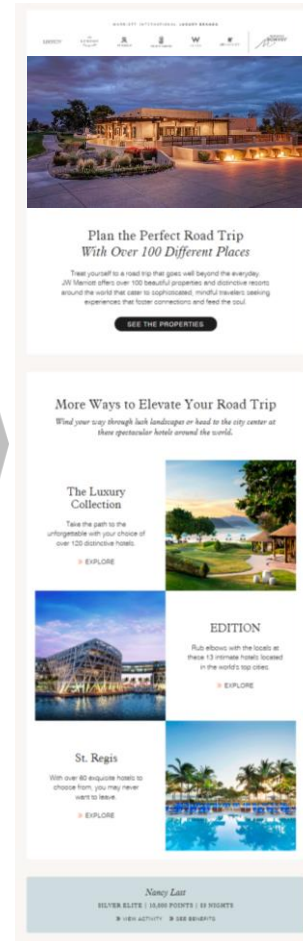 MARRIOTT INTERNATIONAL LUXURY BRANDS
EDITION
W
Plan the Perfect Road Trip
With Over 100 Different Places
Treat yourself to a road trip that goes well beyond the everyday.
JW Marriott offers over 100 beautiful properties and distinctive resorts
around the world that cater to sophisticated, mindful travelers seeking
experiences that foster connections and feed the soul.
SEE THE PROPERTIES
More Ways to Elevate Your Road Trip
Wind your way through lush landscapes or head to the city center at
these spectacular hotels around the world.
The Luxury
Collection
Take the path to the
unforgettable with your choice of
over 120 distinctive hotels.
» EXPLORE
EDITION
Rub elbows with the locals at
these 13 intimate hotels located
in the world's top cities.
» EXPLORE
St. Regis
With over 60 exquisite hotels to
choose from, you may never
want to leave.
» EXPLORE
Nancy Last
SILVER ELITE | 10,600 POINTS | 10 NIGHTS
» VIEW ACTIVITY » SEE BENEFITS